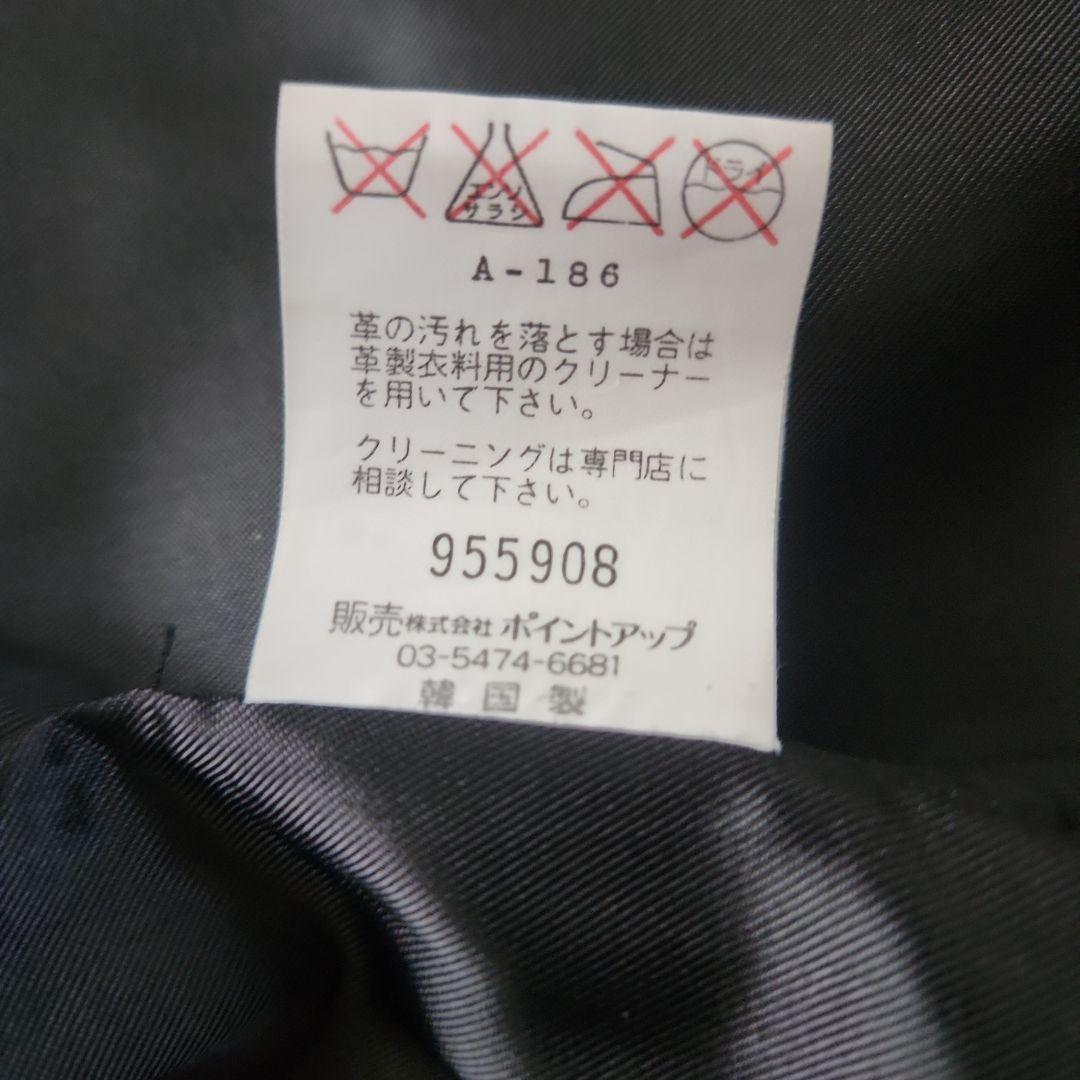 エンソ
サラシ
ドライ
A-186
革の汚れを落とす場合は
革製衣料用のクリーナー
を用いて下さい。
クリーニングは専門店に
相談して下さい。
955908
販売株式会社ポイントアップ
03-5474-6681
韓国製